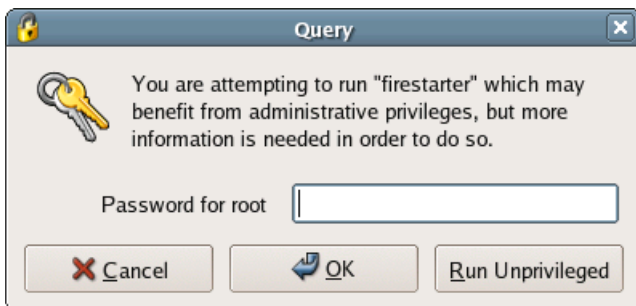 Query
You are attempting to run "firestarter" which may
benefit from administrative privileges, but more
information is needed in order to do so.
Password for root
Cancel
OK
Run Unprivileged